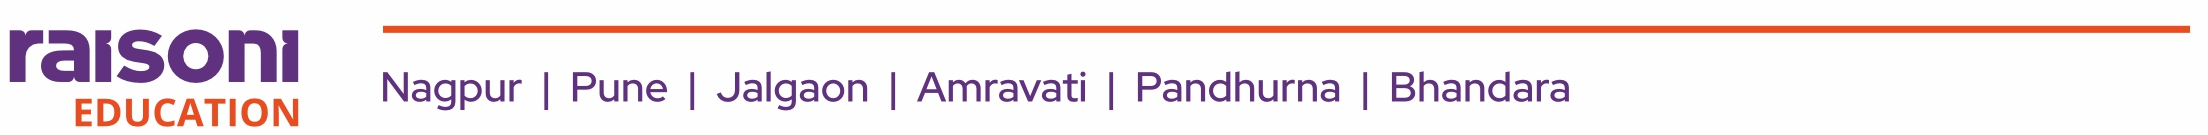 raisoni
EDUCATION
Nagpur | Pune | Jalgaon | Amravati | Pandhurna | Bhandara